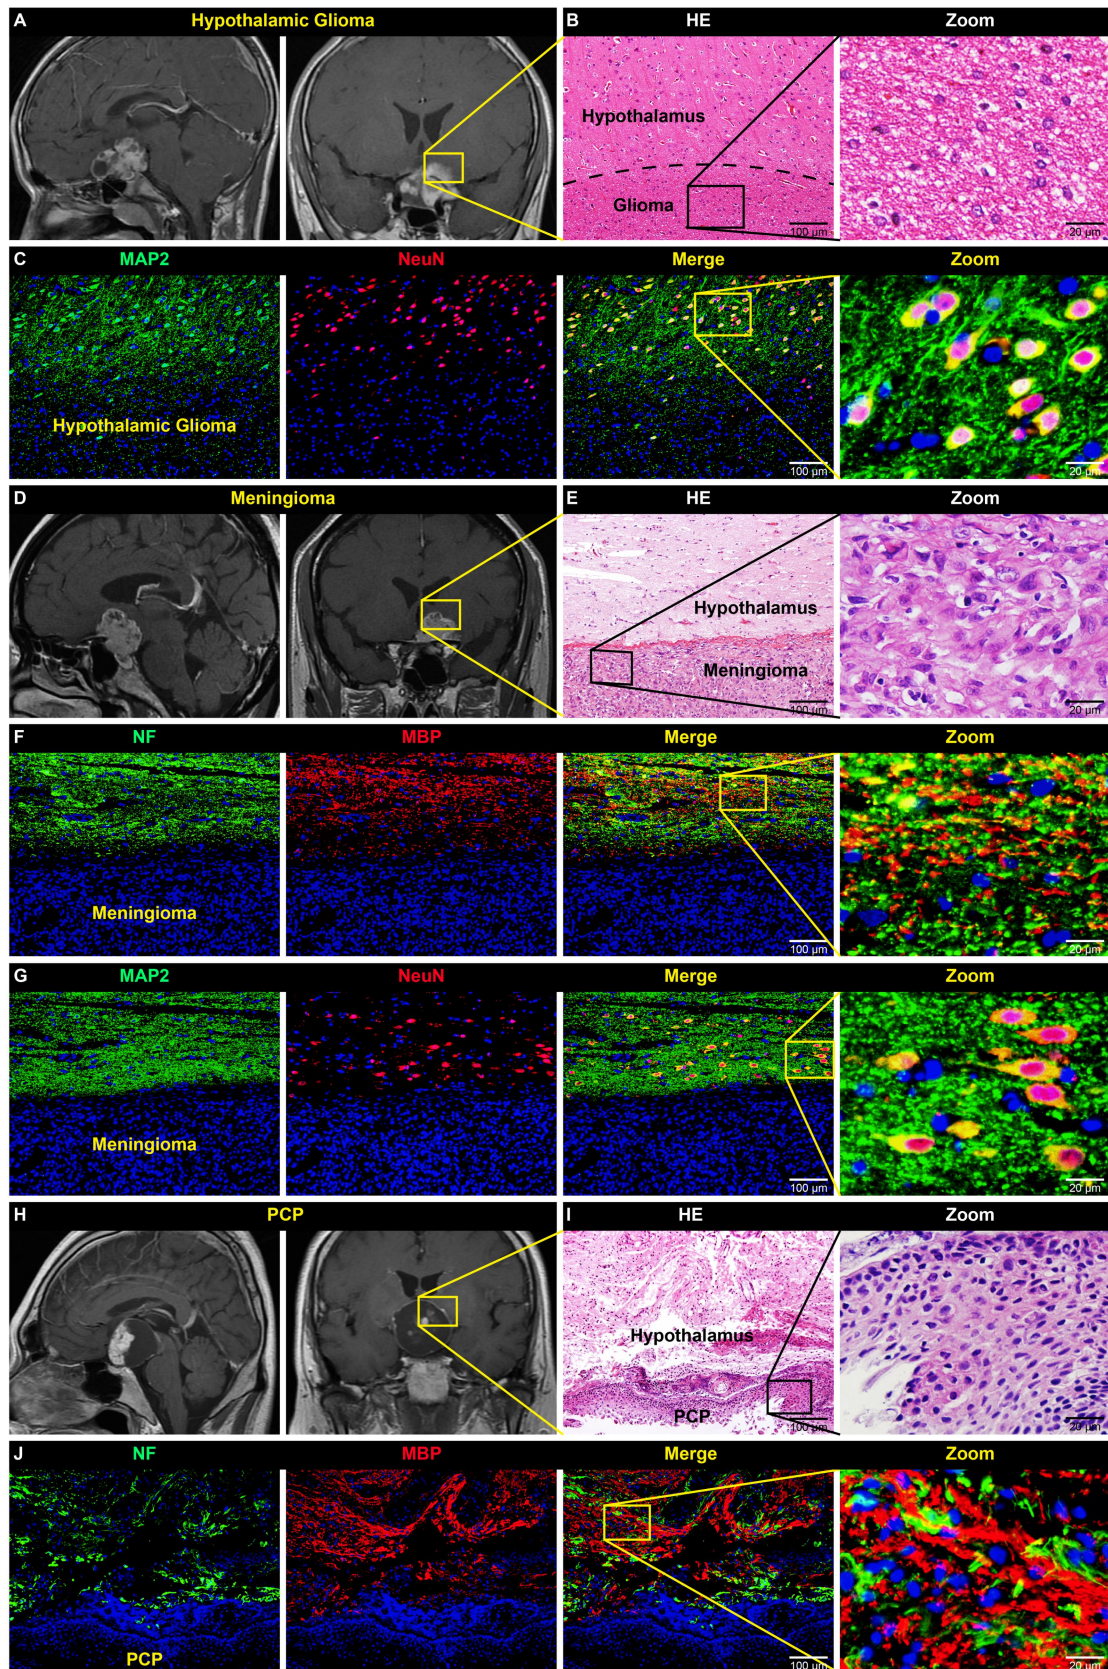 A Hypothalamic Glioma B HE Zoom
Hypothalamus
Glioma
100 µm
20 µm
C MAP2 NeuN Merge Zoom
Hypothalamic Glioma
100 µm
20 µm
D Meningioma E HE Zoom
Hypothalamus
Meningioma
100 µm
20 µm
F NF MBP Merge Zoom
Meningioma
100 µm
20 µm
G MAP2 NeuN Merge Zoom
Meningioma
100 µm
20 µm
H PCP I HE Zoom
Hypothalamus
PCP
100 µm
20 µm
J NF MBP Merge Zoom
PCP
100 µm
20 µm